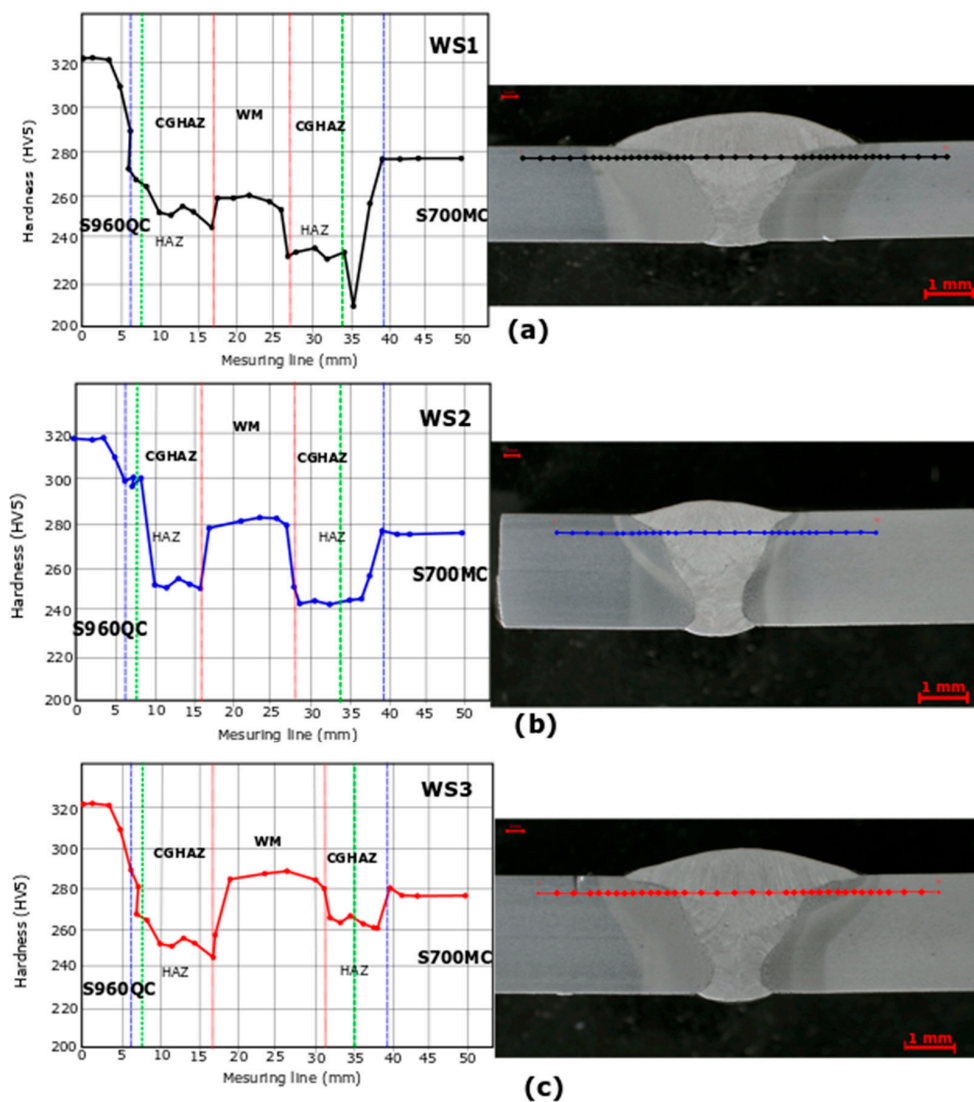 WS1
320
300
280
260
240
220
200
Hardness (HV5)
CGHAZ
WM
CGHAZ
S960QC
HAZ
HAZ
S700MC
0 5 10 15 20 25 30 35 40 45 50
Mesuring line (mm)
1 mm
(a)
WS2
320
300
280
260
240
220
200
Hardness (HV5)
CGHAZ
WM
CGHAZ
HAZ
HAZ
S960QC
S700MC
0 5 10 15 20 25 30 35 40 45 50
Mesuring line (mm)
1 mm
(b)
WS3
320
300
280
260
240
220
200
Hardness (HV5)
CGHAZ
WM
CGHAZ
HAZ
HAZ
S960QC
S700MC
0 5 10 15 20 25 30 35 40 45 50
Mesuring line (mm)
1 mm
(c)